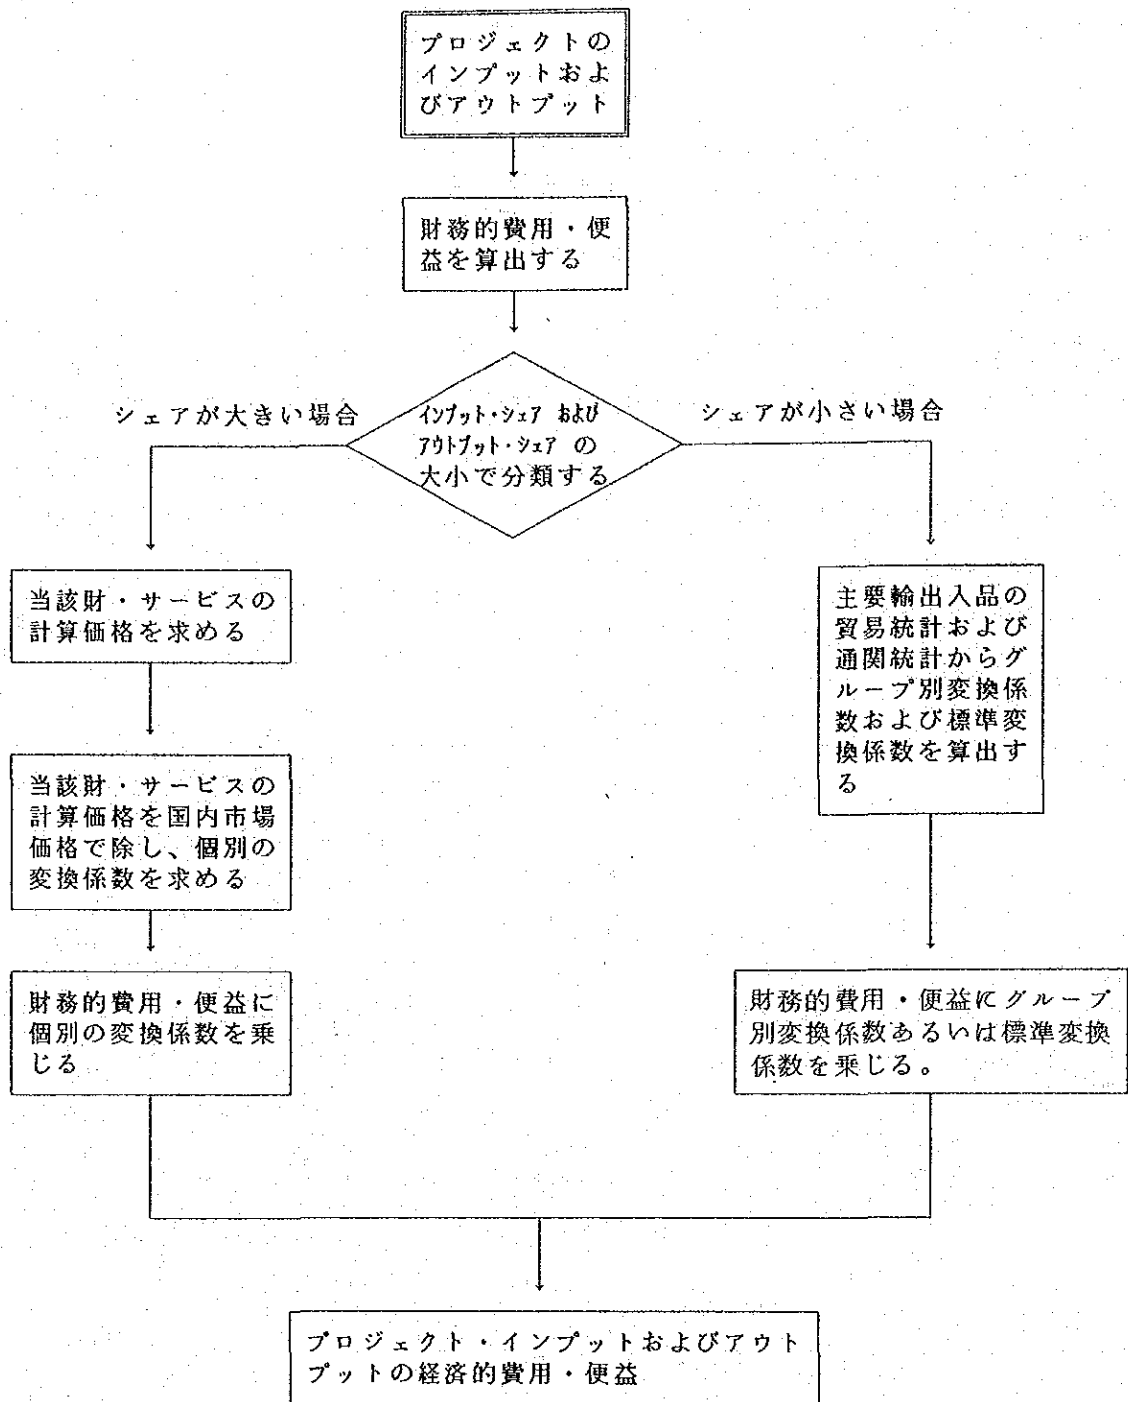 プロジェクトの
インプットおよ
びアウトプット
財務的費用・便
益を算出する
シェアが大きい場合
インプット・シェア および
アウトプット・シェア の
大小で分類する
シェアが小さい場合
当該財・サービスの
計算価格を求める
当該財・サービスの
計算価格を国内市場
価格で除し、個別の
変換係数を求める
財務的費用・便益に
個別の変換係数を乗
じる
主要輸出入品の
貿易統計および
通関統計からグ
ループ別変換係
数および標準変
換係数を算出す
る
財務的費用・便益にグループ
別変換係数あるいは標準変換
係数を乗じる。
プロジェクト・インプットおよびアウト
プットの経済的費用・便益